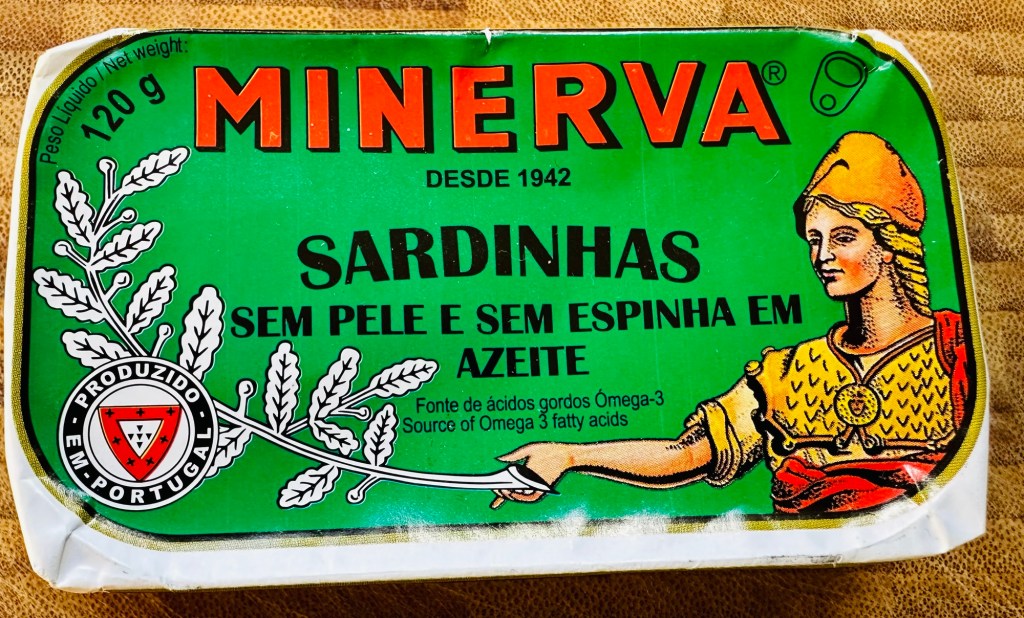 Peso Líquido / Net weight:
120 g
MINERVA®
DESDE 1942
SARDINHAS
SEM PELE E SEM ESPINHA EM
AZEITE
Fonte de ácidos gordos Ómega-3
Source of Omega 3 fatty acids
PRODUZIDO
EM-PORTUGAL